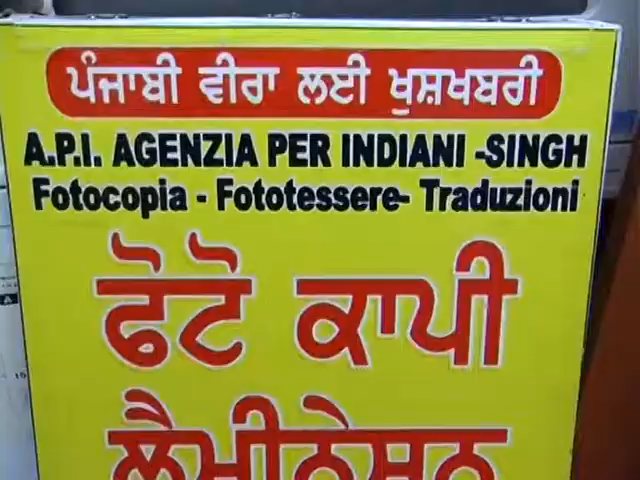 ਪੰਜਾਬੀ ਵੀਰਾ ਲਈ ਖੁਸ਼ਖਬਰੀ
A.P.I. AGENZIA PER INDIANI -SINGH
Fotocopia - Fototessere- Traduzioni
ਫੋਟੋ ਕਾਪੀ
ਲੈਮੀਨੇਸ਼ਨ